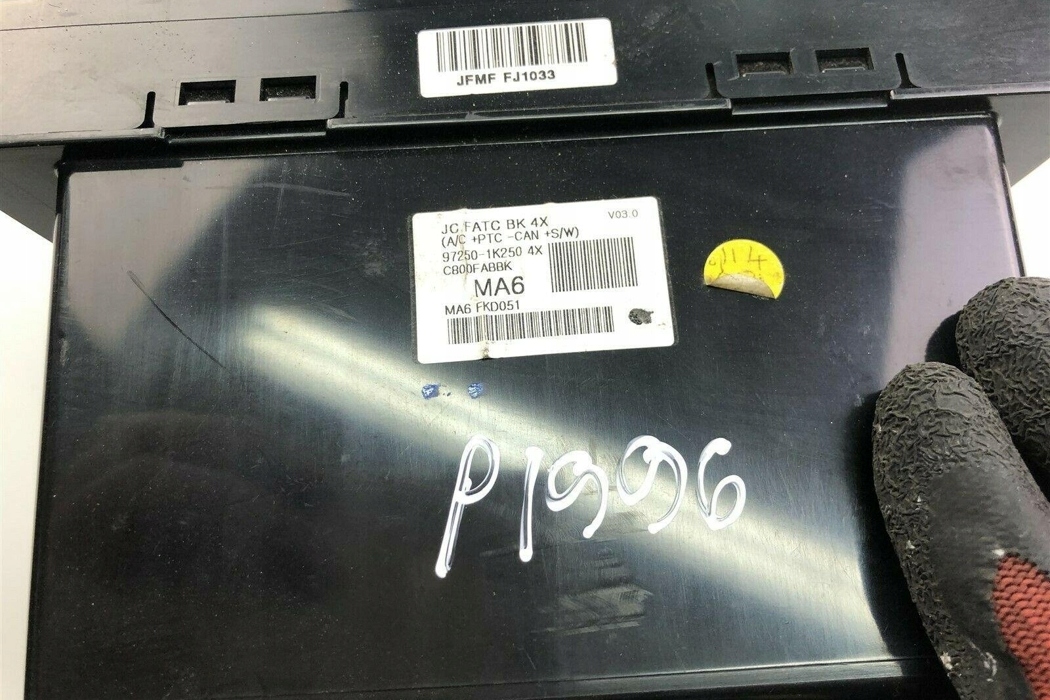 JFMF FJ1033
JC FATC BK 4X V03.0
(A/C +PTC -CAN +S/W)
97250-1K250 4X
C800FABBK
MA6
MA6 FKD051
P1996